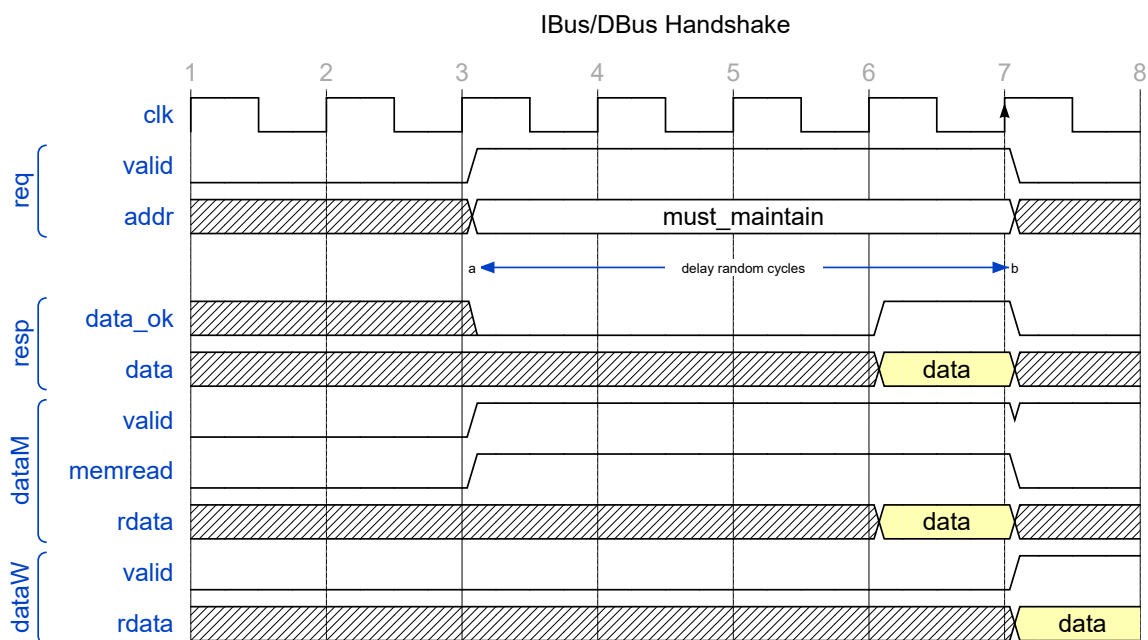 IBus/DBus Handshake
1 2 3 4 5 6 7 8
clk
req
valid
addr must_maintain
a delay random cycles b
resp
data_ok
data data
dataM
valid
memread
rdata data
dataW
valid
rdata data